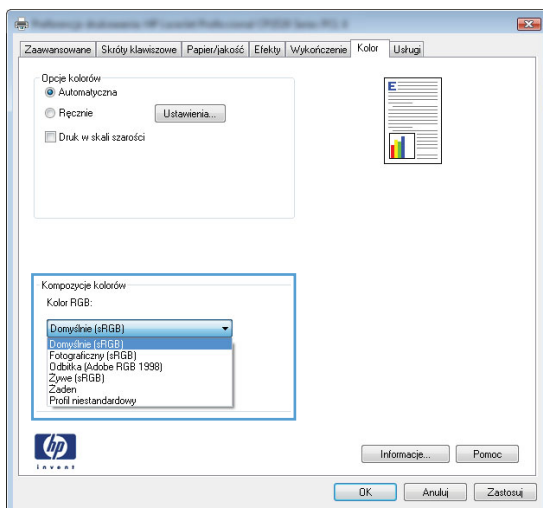 Zaawansowane Skróty klawiszowe Papier/jakość Efekty Wykończenie Kolor Usługi
Opcje kolorów
Automatyczna
Ręcznie Ustawienia...
Druk w skali szarości
E
Kompozycje kolorów
Kolor RGB:
Domyślnie (sRGB)
Domyślnie (sRGB)
Fotograficzny (sRGB)
Odbitka (Adobe RGB 1998)
Żywe (sRGB)
Żaden
Profil niestandardowy
hp
invent
Informacje... Pomoc
OK Anuluj Zastosuj